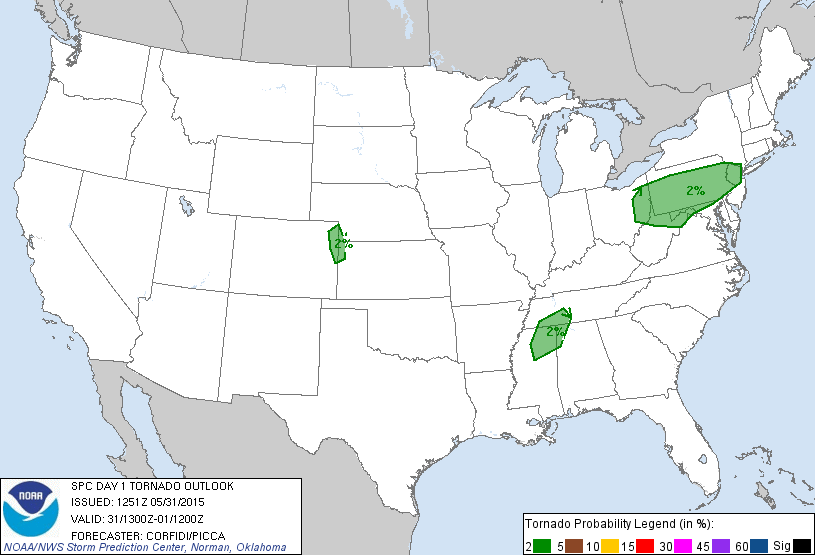 2%
2%
2%
NOAA
SPC DAY 1 TORNADO OUTLOOK
ISSUED: 1251Z 05/31/2015
VALID: 31/1300Z-01/1200Z
FORECASTER: CORFIDI/PICCA
NOAA/NWS Storm Prediction Center, Norman, Oklahoma
Tornado Probability Legend (in %):
2 5 10 15 30 45 60 Sig